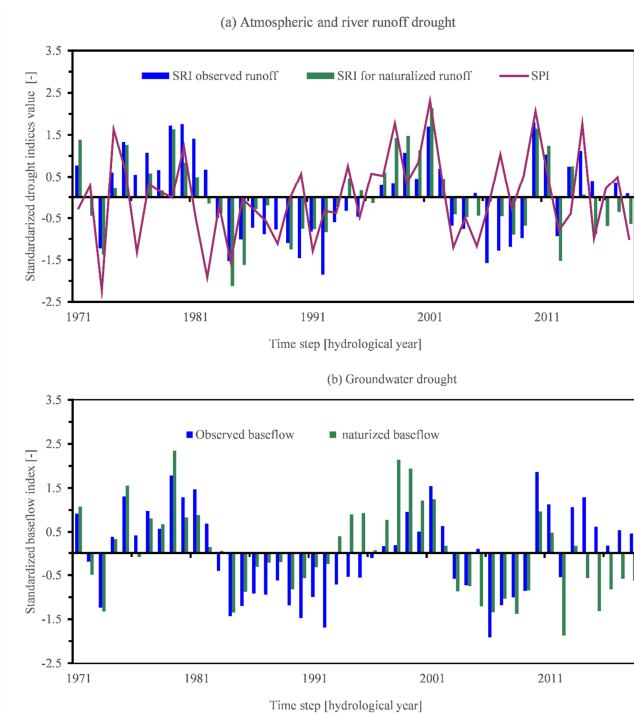 (a) Atmospheric and river runoff drought
3.5
SRI observed runoff SRI for naturalized runoff SPI
2.5
1.5
0.5
-0.5
-1.5
-2.5
Standardarized drought indices value [-]
1971 1981 1991 2001 2011
Time step [hydrological year]
(b) Groundwater drought
3.5
Observed baseflow naturized baseflow
2.5
1.5
0.5
-0.5
-1.5
-2.5
Standardized baseflow index [-]
1971 1981 1991 2001 2011
Time step [hydrological year]